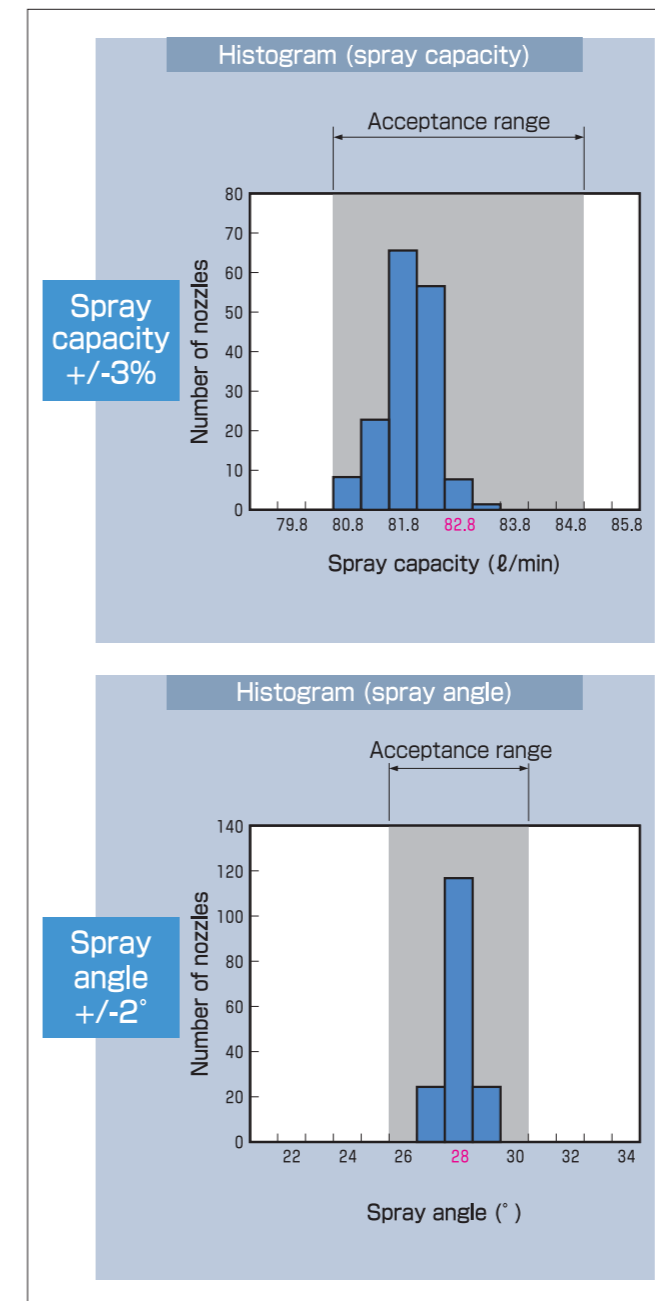 Histogram (spray capacity)
Acceptance range
80
70
60
50
40
30
20
10
0
Number of nozzles
Spray
capacity
+/-3%
79.8 80.8 81.8 82.8 83.8 84.8 85.8
Spray capacity (ℓ/min)
Histogram (spray angle)
Acceptance range
140
120
100
80
60
40
20
0
Number of nozzles
Spray
angle
+/-2°
22 24 26 28 30 32 34
Spray angle (°)